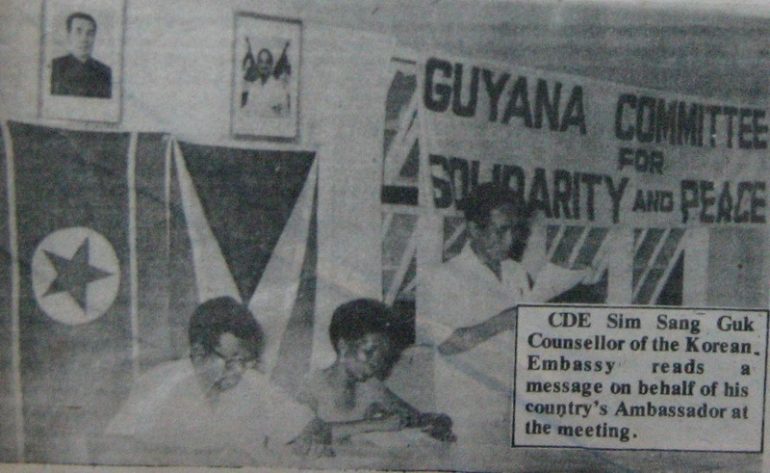 GUYANA COMMITTEE
FOR
SOLIDARITY AND PEACE
CDE Sim Sang Guk
Counsellor of the Korean
Embassy reads a
message on behalf of his
country's Ambassador at
the meeting.